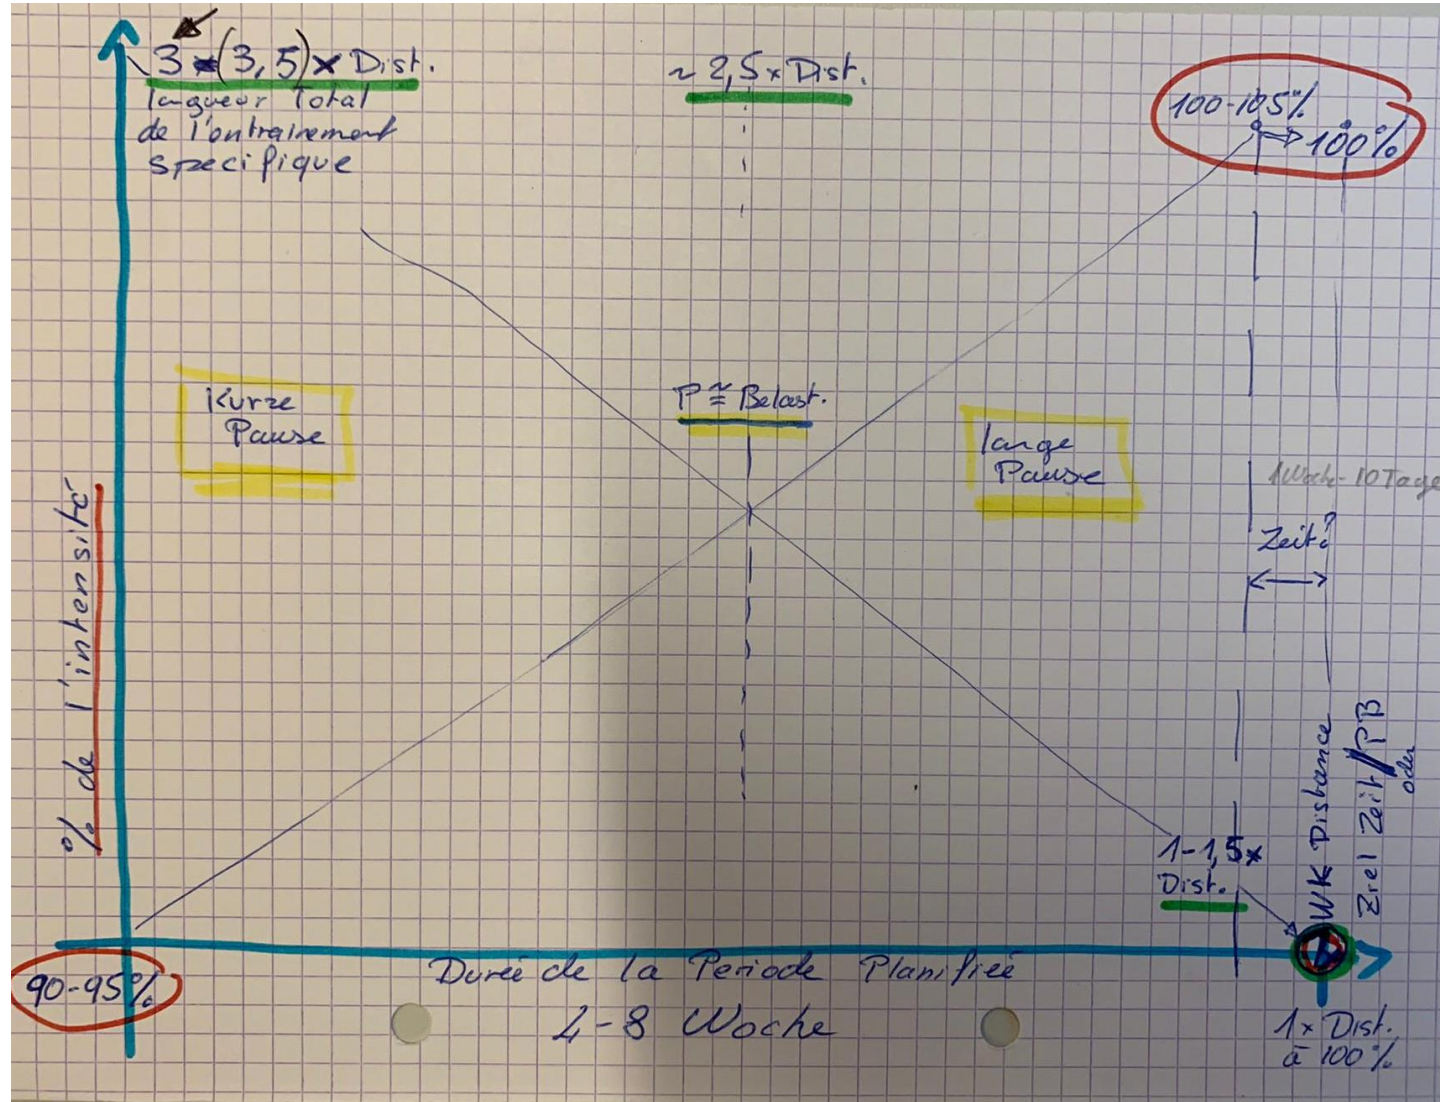 3 x (3,5) x Dist.
longueur Total
de l'entrainement
specifique
~ 2,5 x Dist.
100-105%
⇒ 100%
Kurze
Pause
P ≅ Belast.
lange
Pause
1 Woche - 10 Tage
Zeit?
% de l'intensité
1-1,5x
Dist.
WK Distance
Ziel Zeit / PB
oder
90-95%
Durée de la Periode Planifiée
4-8 Woche
1x Dist.
à 100%